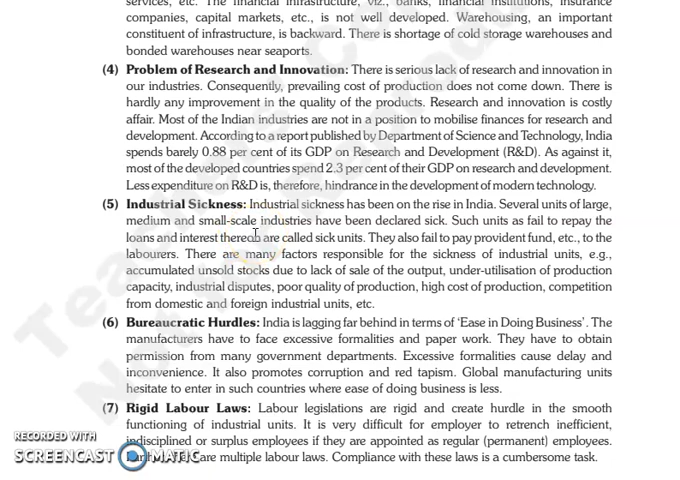 services, etc. The financial infrastructure, viz., banks, financial institutions, insurance
companies, capital markets, etc., is not well developed. Warehousing, an important
constituent of infrastructure, is backward. There is shortage of cold storage warehouses and
bonded warehouses near seaports.
(4) Problem of Research and Innovation: There is serious lack of research and innovation in
our industries. Consequently, prevailing cost of production does not come down. There is
hardly any improvement in the quality of the products. Research and innovation is costly
affair. Most of the Indian industries are not in a position to mobilise finances for research and
development. According to a report published by Department of Science and Technology, India
spends barely 0.88 per cent of its GDP on Research and Development (R&D). As against it,
most of the developed countries spend 2.3 per cent of their GDP on research and development.
Less expenditure on R&D is, therefore, hindrance in the development of modern technology.
(5) Industrial Sickness: Industrial sickness has been on the rise in India. Several units of large,
medium and small-scale industries have been declared sick. Such units as fail to repay the
loans and interest thereon are called sick units. They also fail to pay provident fund, etc., to the
labourers. There are many factors responsible for the sickness of industrial units, e.g.,
accumulated unsold stocks due to lack of sale of the output, under-utilisation of production
capacity, industrial disputes, poor quality of production, high cost of production, competition
from domestic and foreign industrial units, etc.
(6) Bureaucratic Hurdles: India is lagging far behind in terms of ‘Ease in Doing Business’. The
manufacturers have to face excessive formalities and paper work. They have to obtain
permission from many government departments. Excessive formalities cause delay and
inconvenience. It also promotes corruption and red tapism. Global manufacturing units
hesitate to enter in such countries where ease of doing business is less.
(7) Rigid Labour Laws: Labour legislations are rigid and create hurdle in the smooth
functioning of industrial units. It is very difficult for employer to retrench inefficient,
indisciplined or surplus employees if they are appointed as regular (permanent) employees.
are multiple labour laws. Compliance with these laws is a cumbersome task.
RECORDED WITH
SCREENCAST MATIC